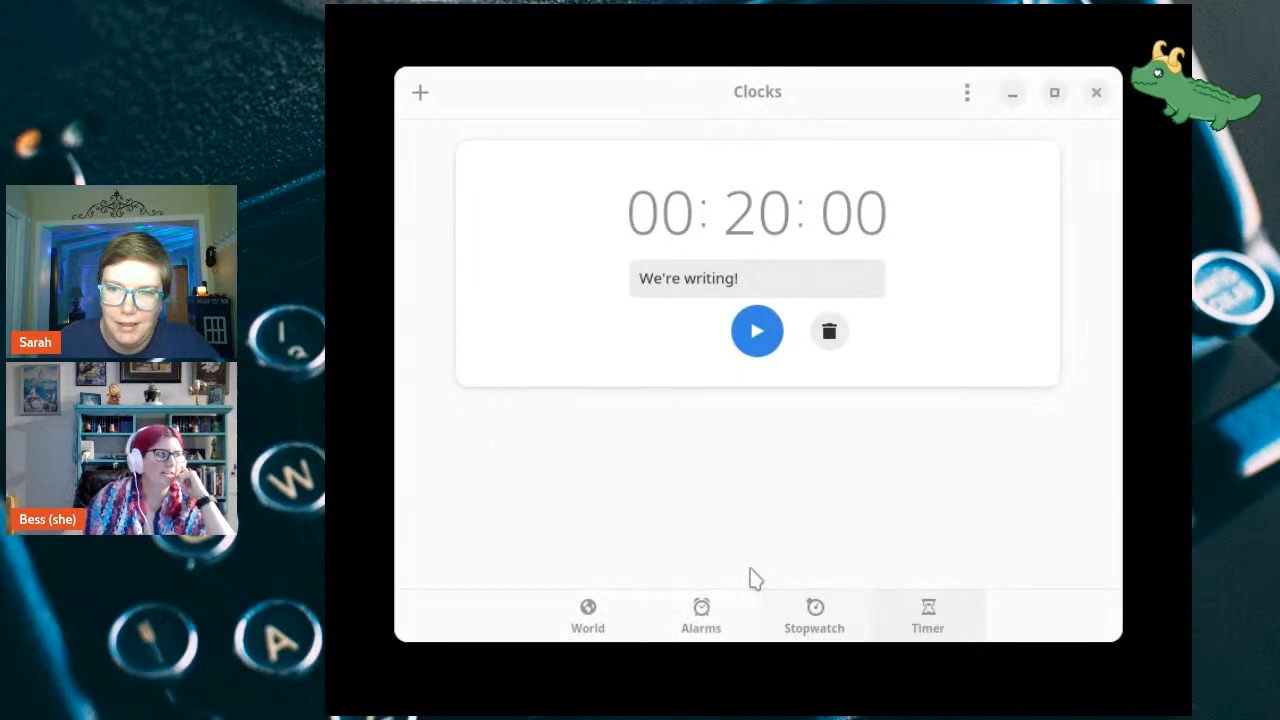 Clocks
00: 20: 00
We're writing!
Sarah
Bess (she)
World
Alarms
Stopwatch
Timer
W
A